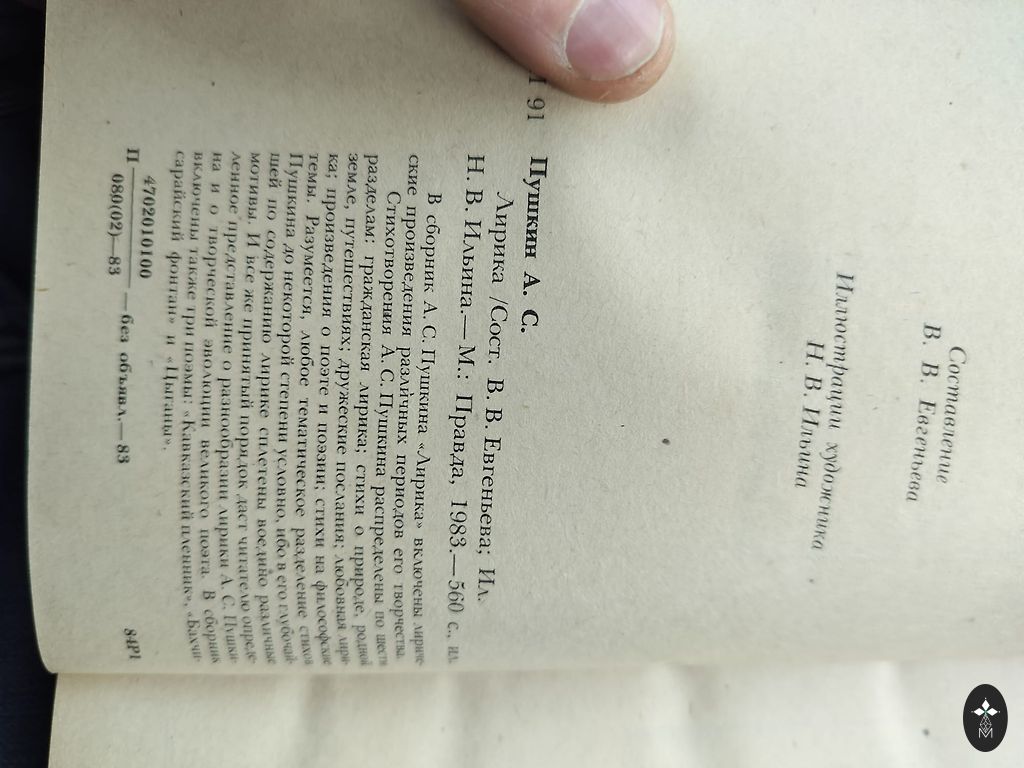 Составление
В. В. Евгеньева
Иллюстрации художника
Н. В. Ильина
91
Пушкин А. С.
Лирика /Сост. В. В. Евгеньева; Ил.
Н. В. Ильина.—М.: Правда, 1983.—560 с., ил.
В сборник А. С. Пушкина «Лирика» включены лириче-
ские произведения различных периодов его творчества.
Стихотворения А. С. Пушкина распределены по шести
разделам: гражданская лирика; стихи о природе, родной
земле, путешествиях; дружеские послания; любовная лири-
ка; произведения о поэте и поэзии; стихи на философские
темы. Разумеется, любое тематическое разделение стихов
Пушкина до некоторой степени условно, ибо в его глубочай-
шей по содержанию лирике сплетены воедино различные
мотивы. И все же принятый порядок даст читателю опреде-
ленное представление о разнообразии лирики А. С. Пушки-
на и о творческой эволюции великого поэта. В сборник
включены также три поэмы: «Кавказский пленник», «Бахчи-
сарайский фонтан» и «Цыганы».
4702010100
П — без объявл.—83
080(02)—83
84Р1
М